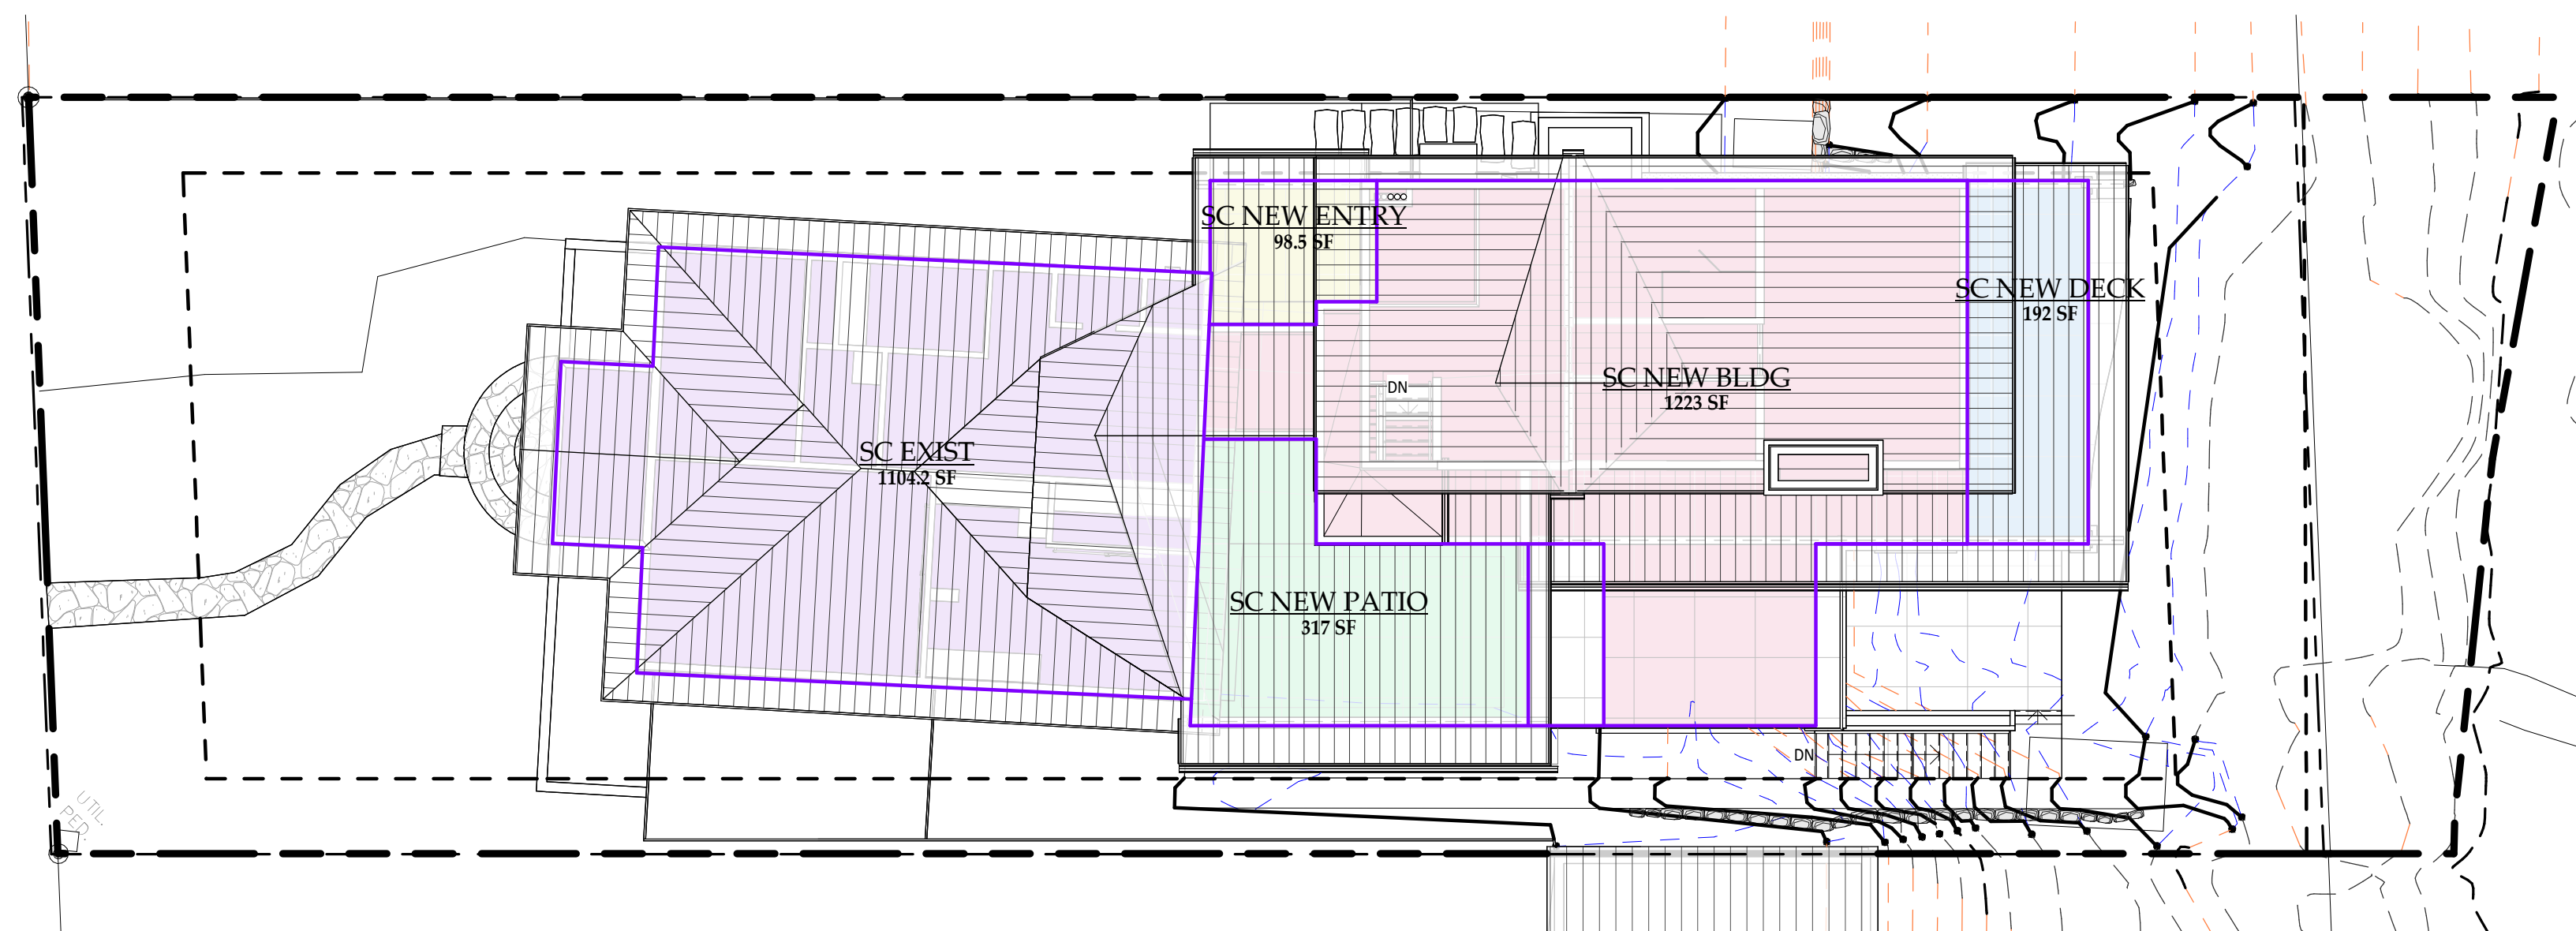 SC NEW ENTRY
98.5 SF
SC NEW DECK
192 SF
DN
SC NEW BLDG
1223 SF
SC EXIST
1104.2 SF
SC NEW PATIO
317 SF
DN
UTIL.
PED.